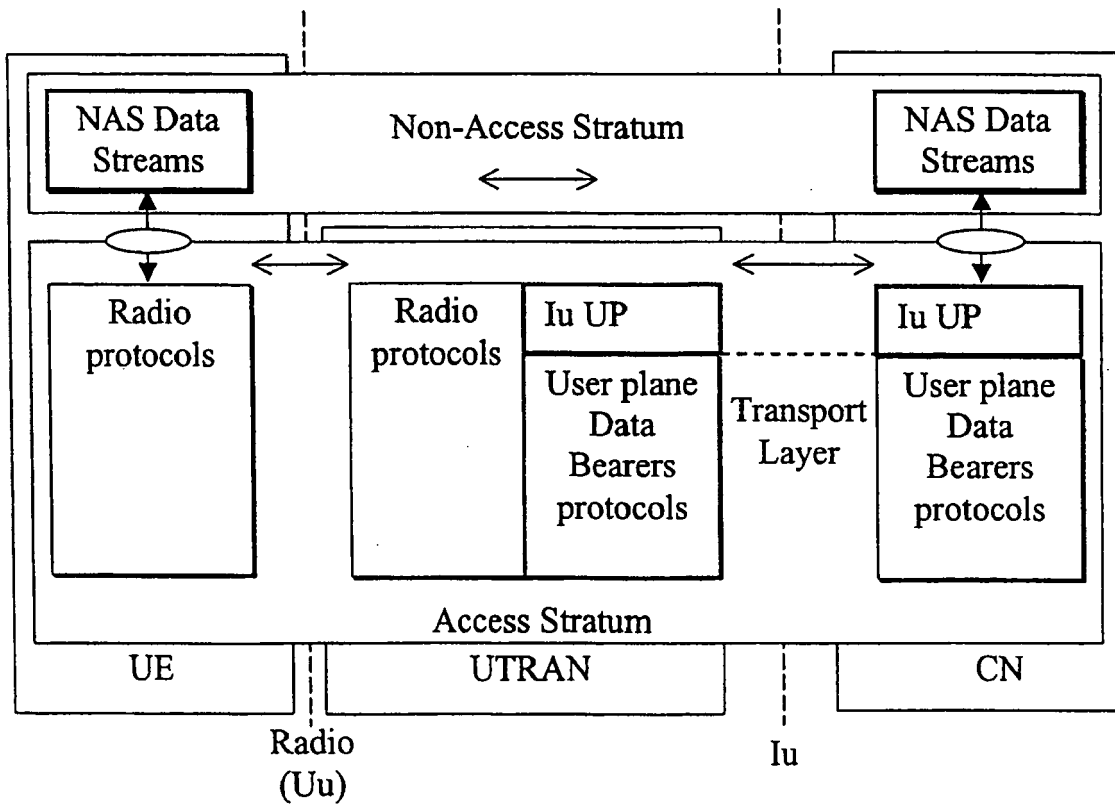 NAS Data
Streams
Non-Access Stratum
NAS Data
Streams
Radio
protocols
Radio
protocols
Iu UP
User plane
Data
Bearers
protocols
Transport
Layer
Iu UP
User plane
Data
Bearers
protocols
Access Stratum
UE
UTRAN
CN
Radio
(Uu)
Iu